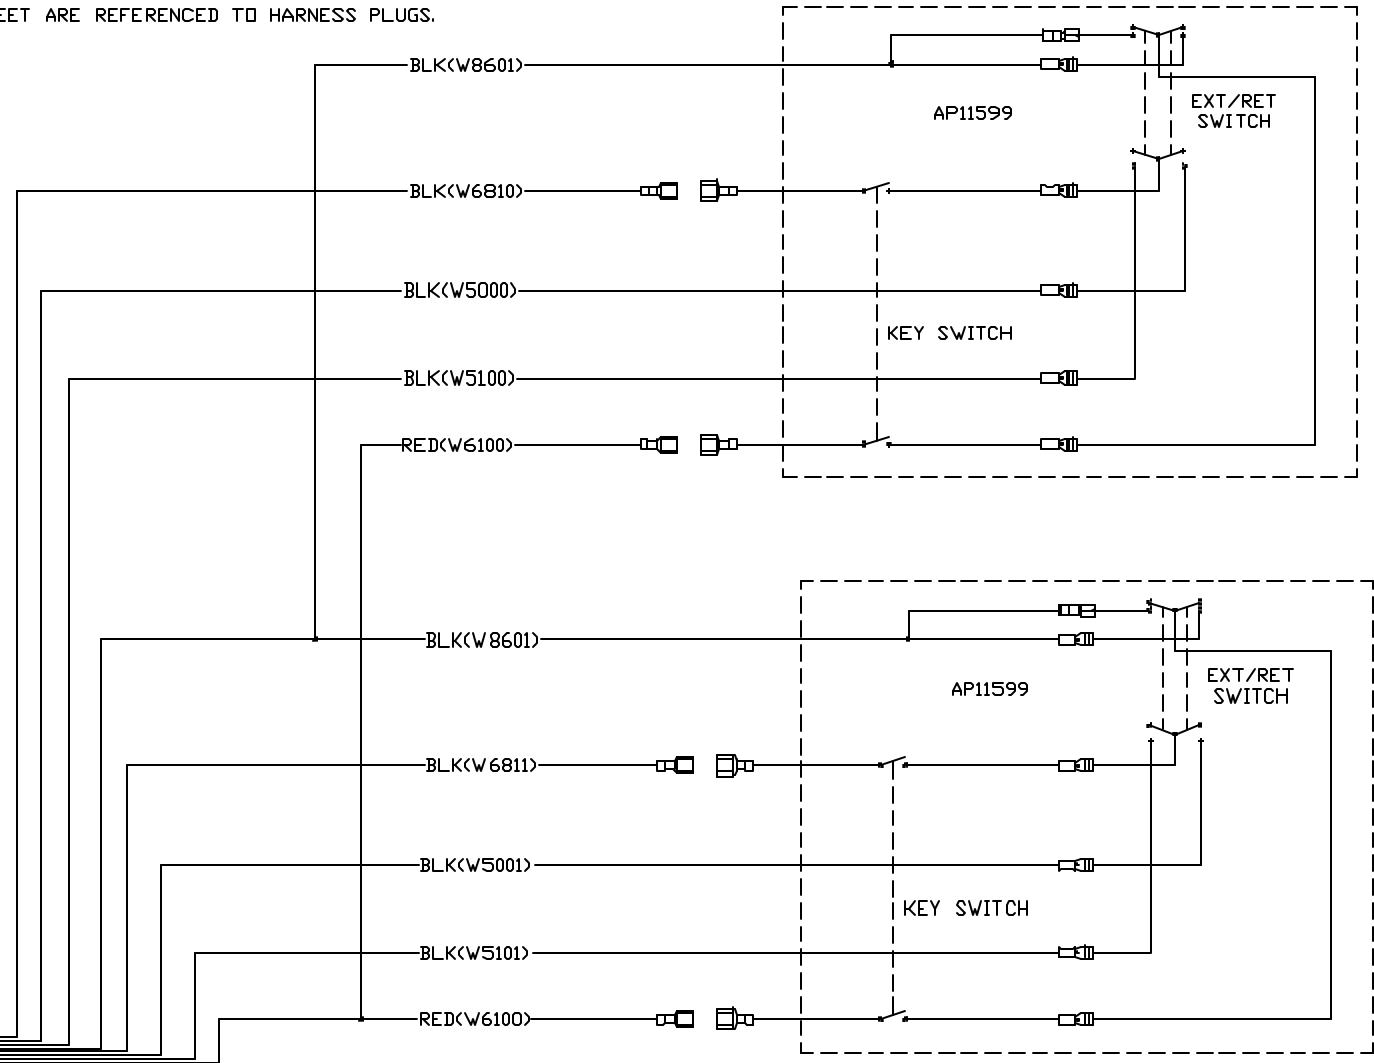 EET ARE REFERENCED TO HARNESS PLUGS.
BLK(W8601)
AP11599
EXT/RET
SWITCH
BLK(W6810)
BLK(W5000)
KEY SWITCH
BLK(W5100)
RED(W6100)
BLK(W8601)
AP11599
EXT/RET
SWITCH
BLK(W6811)
BLK(W5001)
KEY SWITCH
BLK(W5101)
RED(W6100)